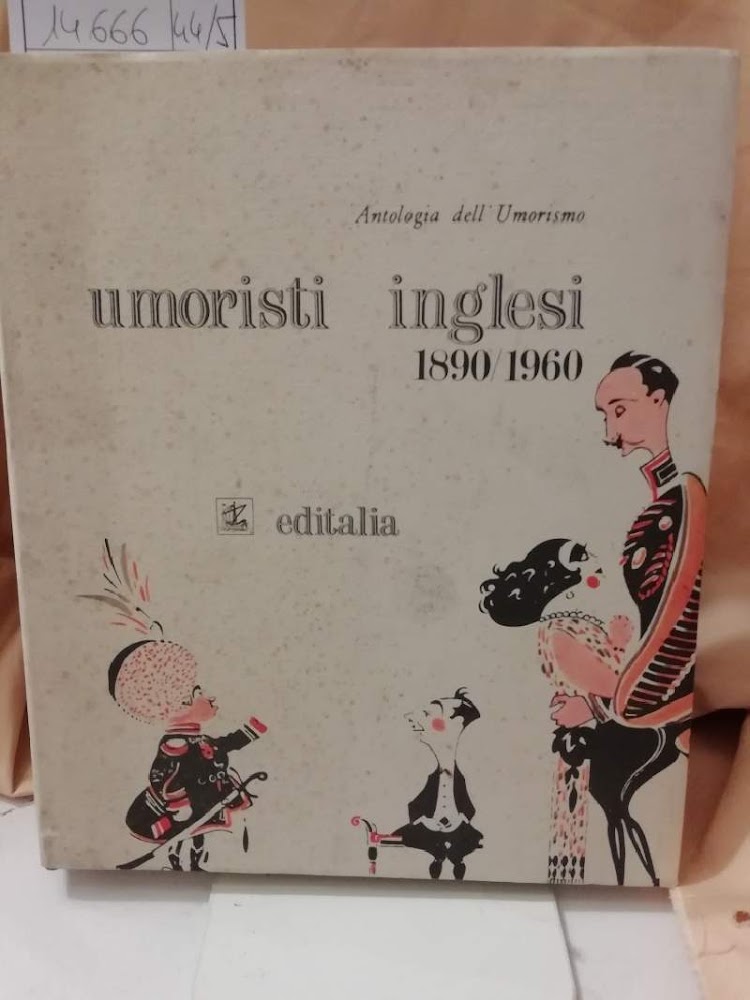 14666 44/5
Antologia dell'Umorismo
umoristi inglesi
1890/1960
editalia